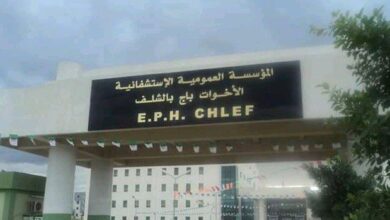 المؤسسة العمومية الإستشفائية
الأخوات باج بالشلف
E.P.H. CHLEF